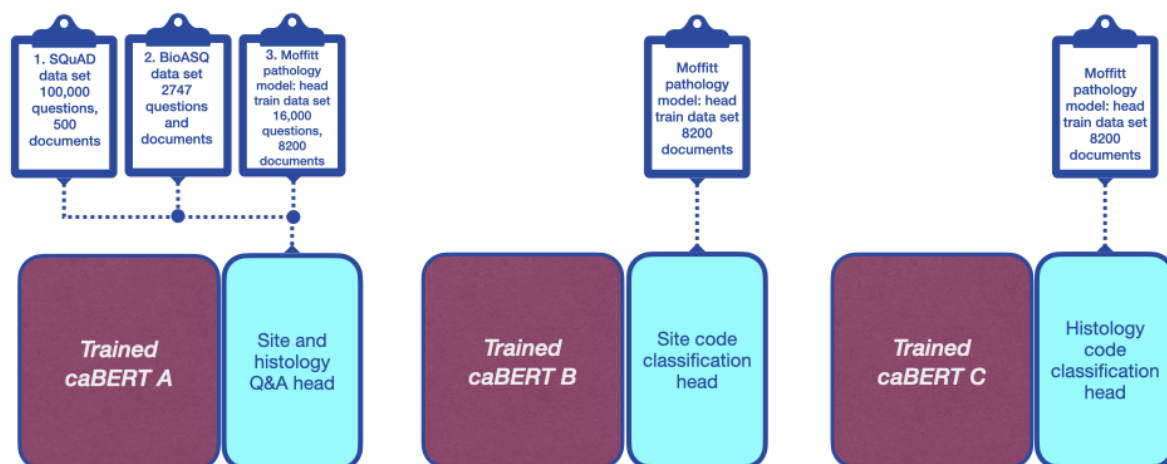 1. SQuAD
data set
100,000
questions,
500
documents
2. BioASQ
data set
2747
questions
and
documents
3. Moffitt
pathology
model: head
train data set
16,000
questions,
8200
documents
Moffitt
pathology
model: head
train data set
8200
documents
Moffitt
pathology
model: head
train data set
8200
documents
Trained
caBERT A
Site and
histology
Q&A head
Trained
caBERT B
Site code
classification
head
Trained
caBERT C
Histology
code
classification
head